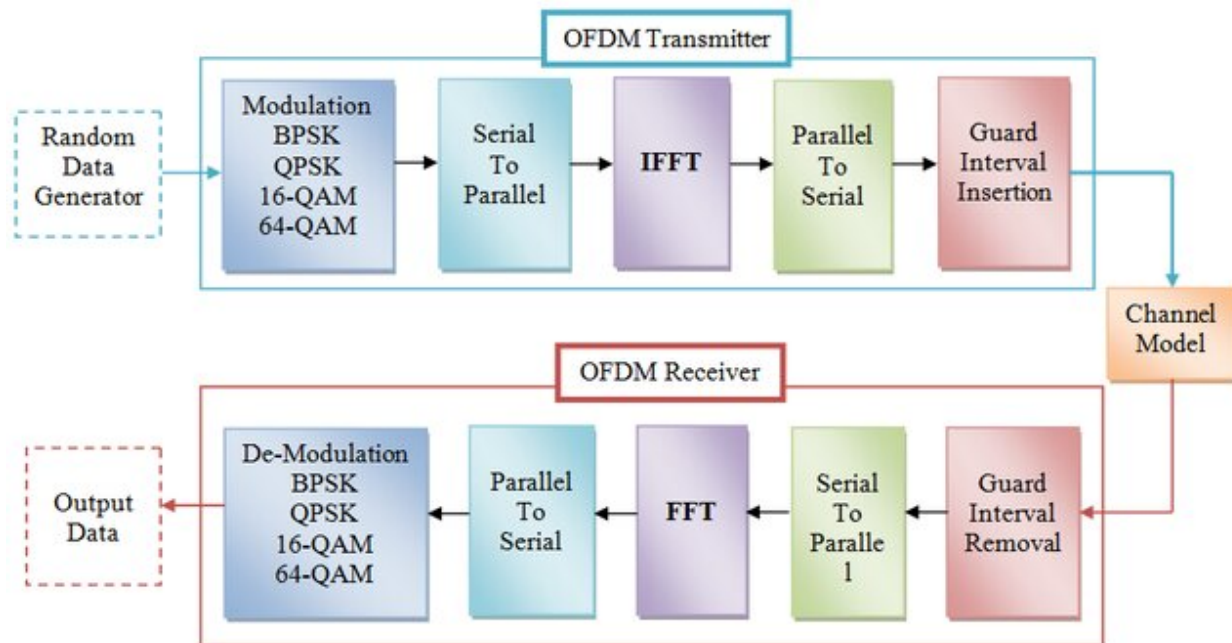 OFDM Transmitter
Random
Data
Generator
Modulation
BPSK
QPSK
16-QAM
64-QAM
Serial
To
Parallel
IFFT
Parallel
To
Serial
Guard
Interval
Insertion
Channel
Model
OFDM Receiver
Output
Data
De-Modulation
BPSK
QPSK
16-QAM
64-QAM
Parallel
To
Serial
FFT
Serial
To
Paralle
l
Guard
Interval
Removal